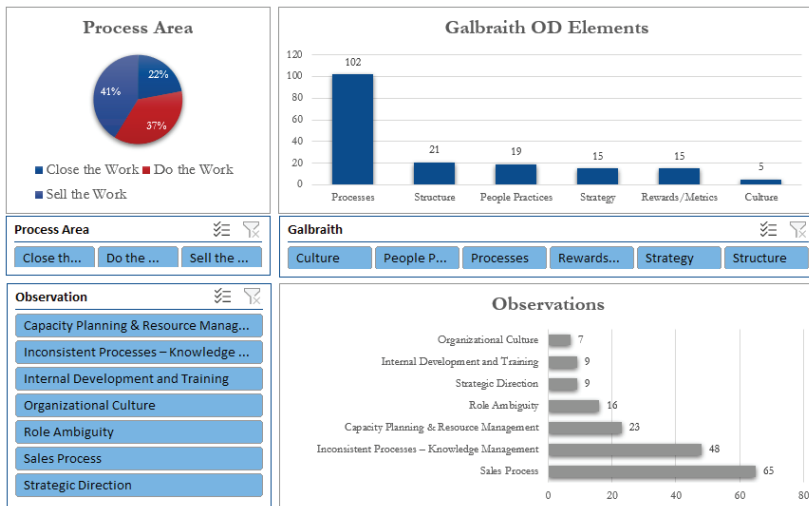 Process Area
22%
41%
37%
Close the Work
Do the Work
Sell the Work
Galbraith OD Elements
120
100
80
60
40
20
0
102
21
19
15
15
5
Processes
Structure
People Practices
Strategy
Rewards/Metrics
Culture
Process Area
Close th...
Do the ...
Sell the ...
Galbraith
Culture
People P...
Processes
Rewards...
Strategy
Structure
Observation
Capacity Planning & Resource Manag...
Inconsistent Processes – Knowledge ...
Internal Development and Training
Organizational Culture
Role Ambiguity
Sales Process
Strategic Direction
Observations
Organizational Culture 7
Internal Development and Training 9
Strategic Direction 9
Role Ambiguity 16
Capacity Planning & Resource Management 23
Inconsistent Processes – Knowledge Management 48
Sales Process 65
0 20 40 60 80